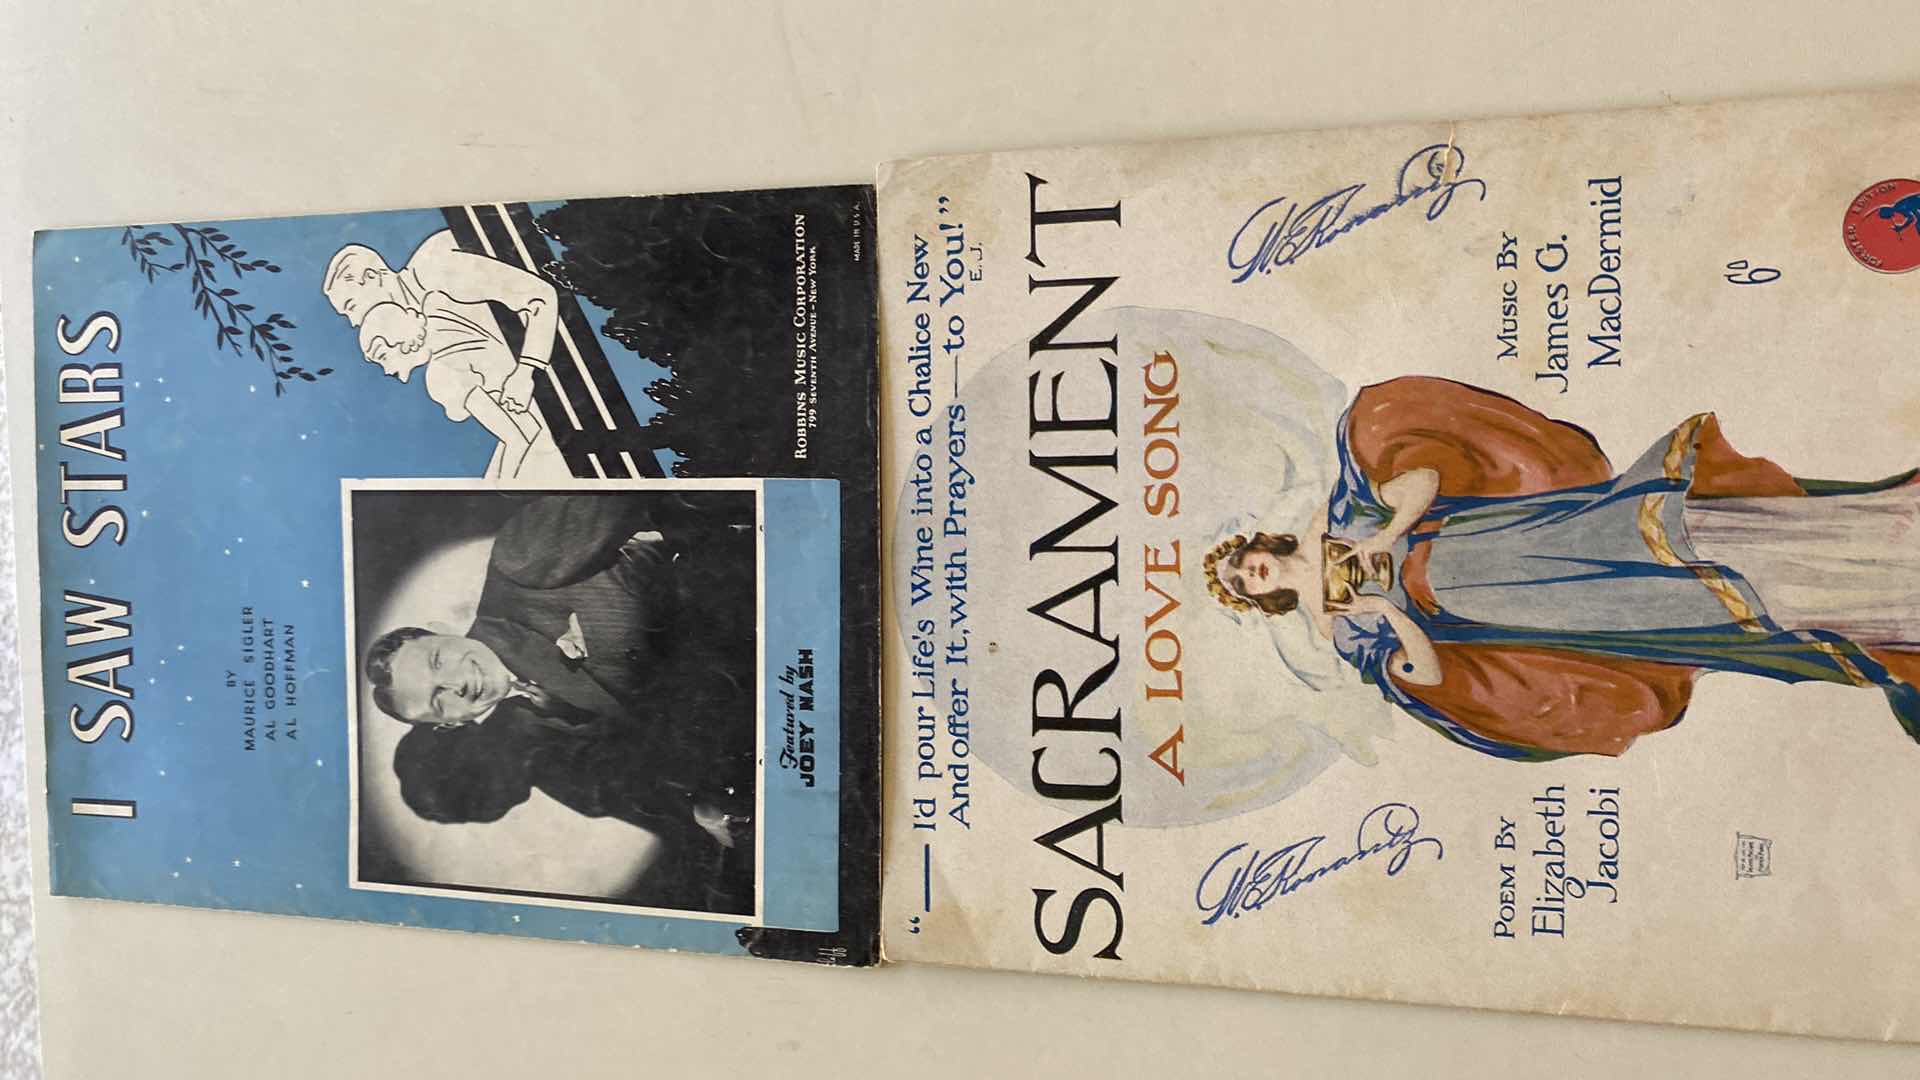 I SAW STARS
BY
MAURICE SIGLER
AL GOODHART
AL HOFFMAN
Featured by
JOEY NASH
ROBBINS MUSIC CORPORATION
799 SEVENTH AVENUE - NEW YORK
MADE IN U.S.A.
"— I'd pour Life's Wine into a Chalice New
And offer It, with Prayers — to You!"
E. J.
SACRAMENT
A LOVE SONG
POEM BY
Elizabeth
Jacobi
MUSIC BY
James G.
MacDermid
6
EDITION